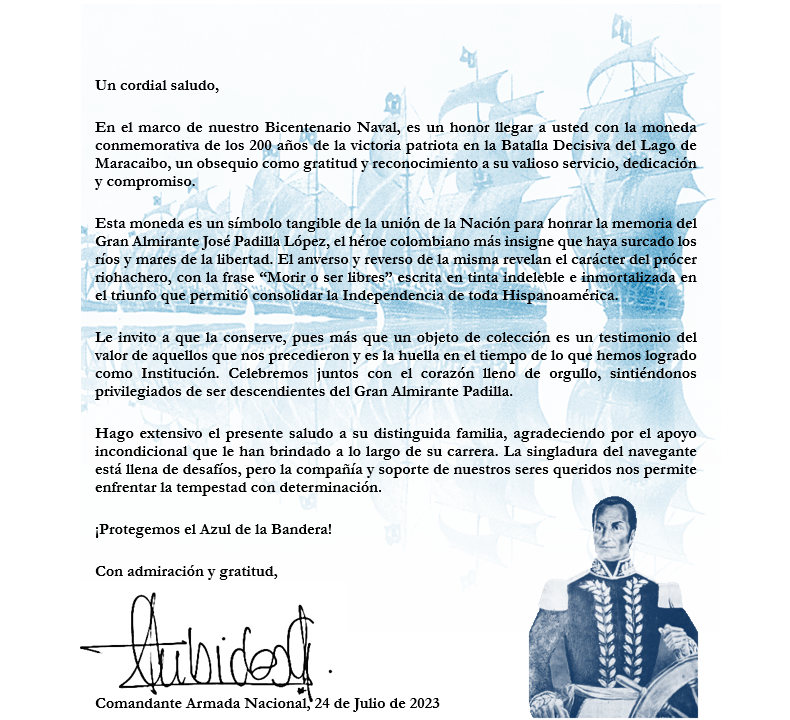 Un cordial saludo,
En el marco de nuestro Bicentenario Naval, es un honor llegar a usted con la moneda
conmemorativa de los 200 años de la victoria patriota en la Batalla Decisiva del Lago de
Maracaibo, un obsequio como gratitud y reconocimiento a su valioso servicio, dedicación
y compromiso.
Esta moneda es un símbolo tangible de la unión de la Nación para honrar la memoria del
Gran Almirante José Padilla López, el héroe colombiano más insigne que haya surcado los
ríos y mares de la libertad. El anverso y reverso de la misma revelan el carácter del prócer
riohachero, con la frase “Morir o ser libres” escrita en tinta indeleble e inmortalizada en
el triunfo que permitió consolidar la Independencia de toda Hispanoamérica.
Le invito a que la conserve, pues más que un objeto de colección es un testimonio del
valor de aquellos que nos precedieron y es la huella en el tiempo de lo que hemos logrado
como Institución. Celebremos juntos con el corazón lleno de orgullo, sintiéndonos
privilegiados de ser descendientes del Gran Almirante Padilla.
Hago extensivo el presente saludo a su distinguida familia, agradeciendo por el apoyo
incondicional que le han brindado a lo largo de su carrera. La singladura del navegante
está llena de desafíos, pero la compañía y soporte de nuestros seres queridos nos permite
enfrentar la tempestad con determinación.
¡Protegemos el Azul de la Bandera!
Con admiración y gratitud,
Comandante Armada Nacional, 24 de Julio de 2023